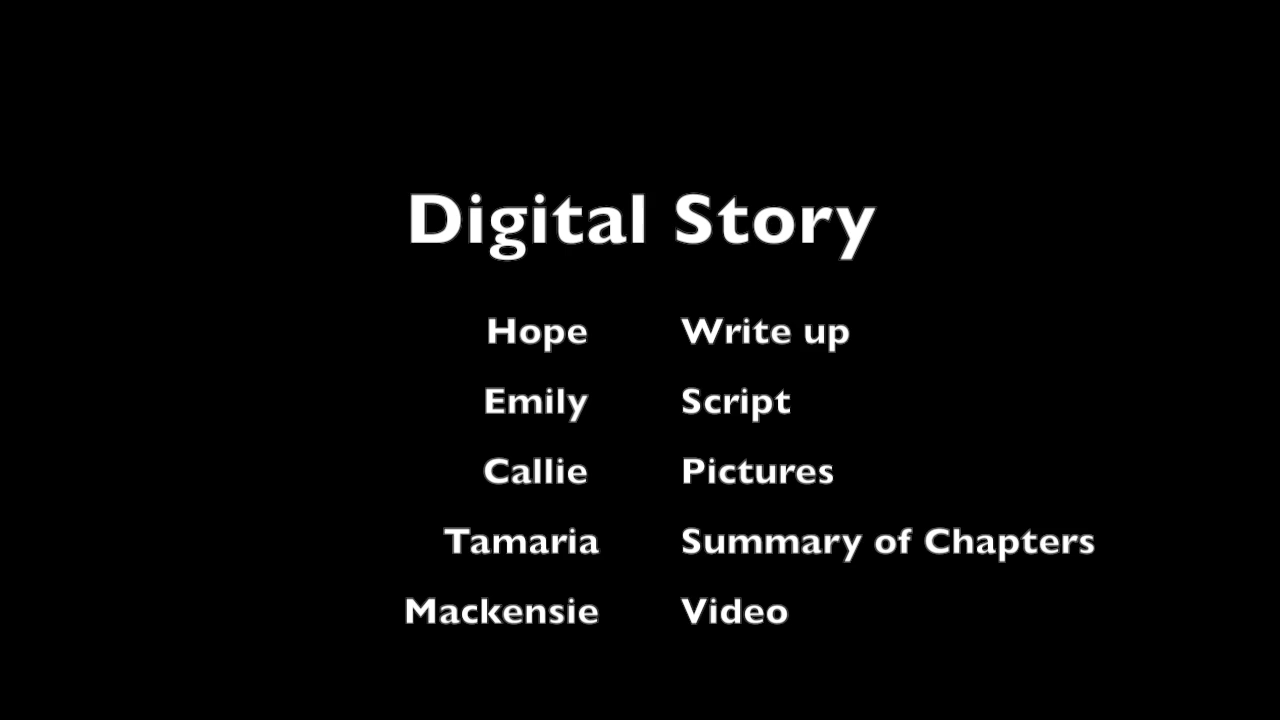 Digital Story
Hope Write up
Emily Script
Callie Pictures
Tamaria Summary of Chapters
Mackensie Video